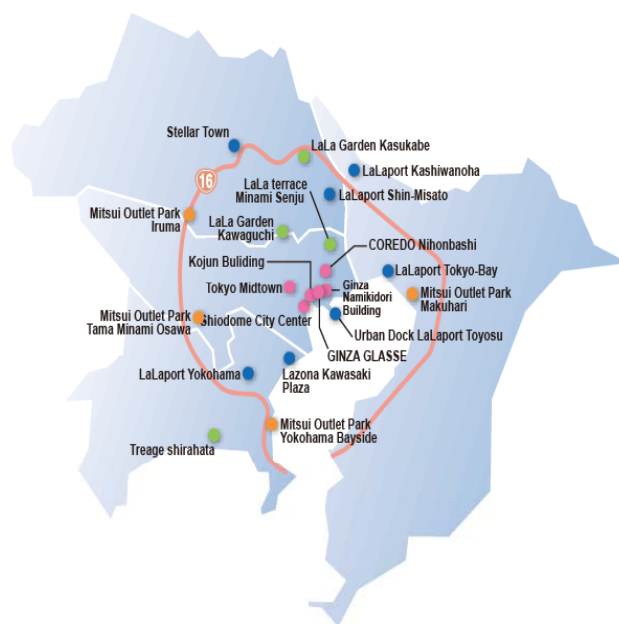 Stellar Town
LaLa Garden Kasukabe
LaLaport Kashiwanoha
16
LaLa terrace
Minami Senju
LaLaport Shin-Misato
Mitsui Outlet Park
Iruma
LaLa Garden
Kawaguchi
COREDO Nihonbashi
Kojun Buliding
LaLaport Tokyo-Bay
Tokyo Midtown
Ginza
Namikidori
Building
Mitsui Outlet Park
Makuhari
Mitsui Outlet Park
Tama Minami Osawa
Shiodome City Center
Urban Dock LaLaport Toyosu
GINZA GLASSE
LaLaport Yokohama
Lazona Kawasaki
Plaza
Mitsui Outlet Park
Yokohama Bayside
Treage shirahata